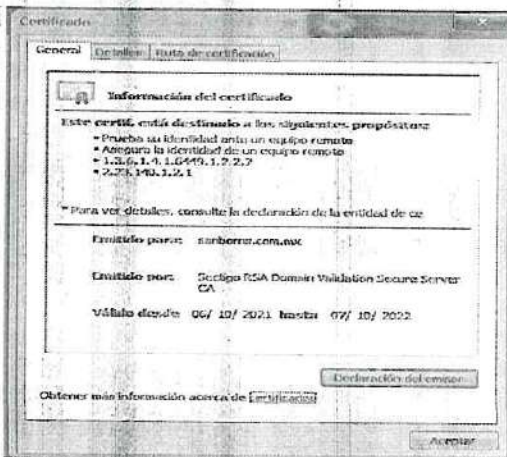 Certificado
General Detalles Ruta de certificación
Información del certificado
Este certif. está destinado a los siguientes propósitos:
• Prueba su identidad ante un equipo remoto
• Asegura la identidad de un equipo remoto
• 1.3.6.1.4.1.6449.1.2.2.7
• 2.23.140.1.2.1
* Para ver detalles, consulte la declaración de la entidad de ce
Emitido para: sanborns.com.mx
Emitido por: Sectigo RSA Domain Validation Secure Server
CA
Válido desde 06/ 10/ 2021 hasta 07/ 10/ 2022
Declaración del emisor
Obtener más información acerca de certificados
Aceptar